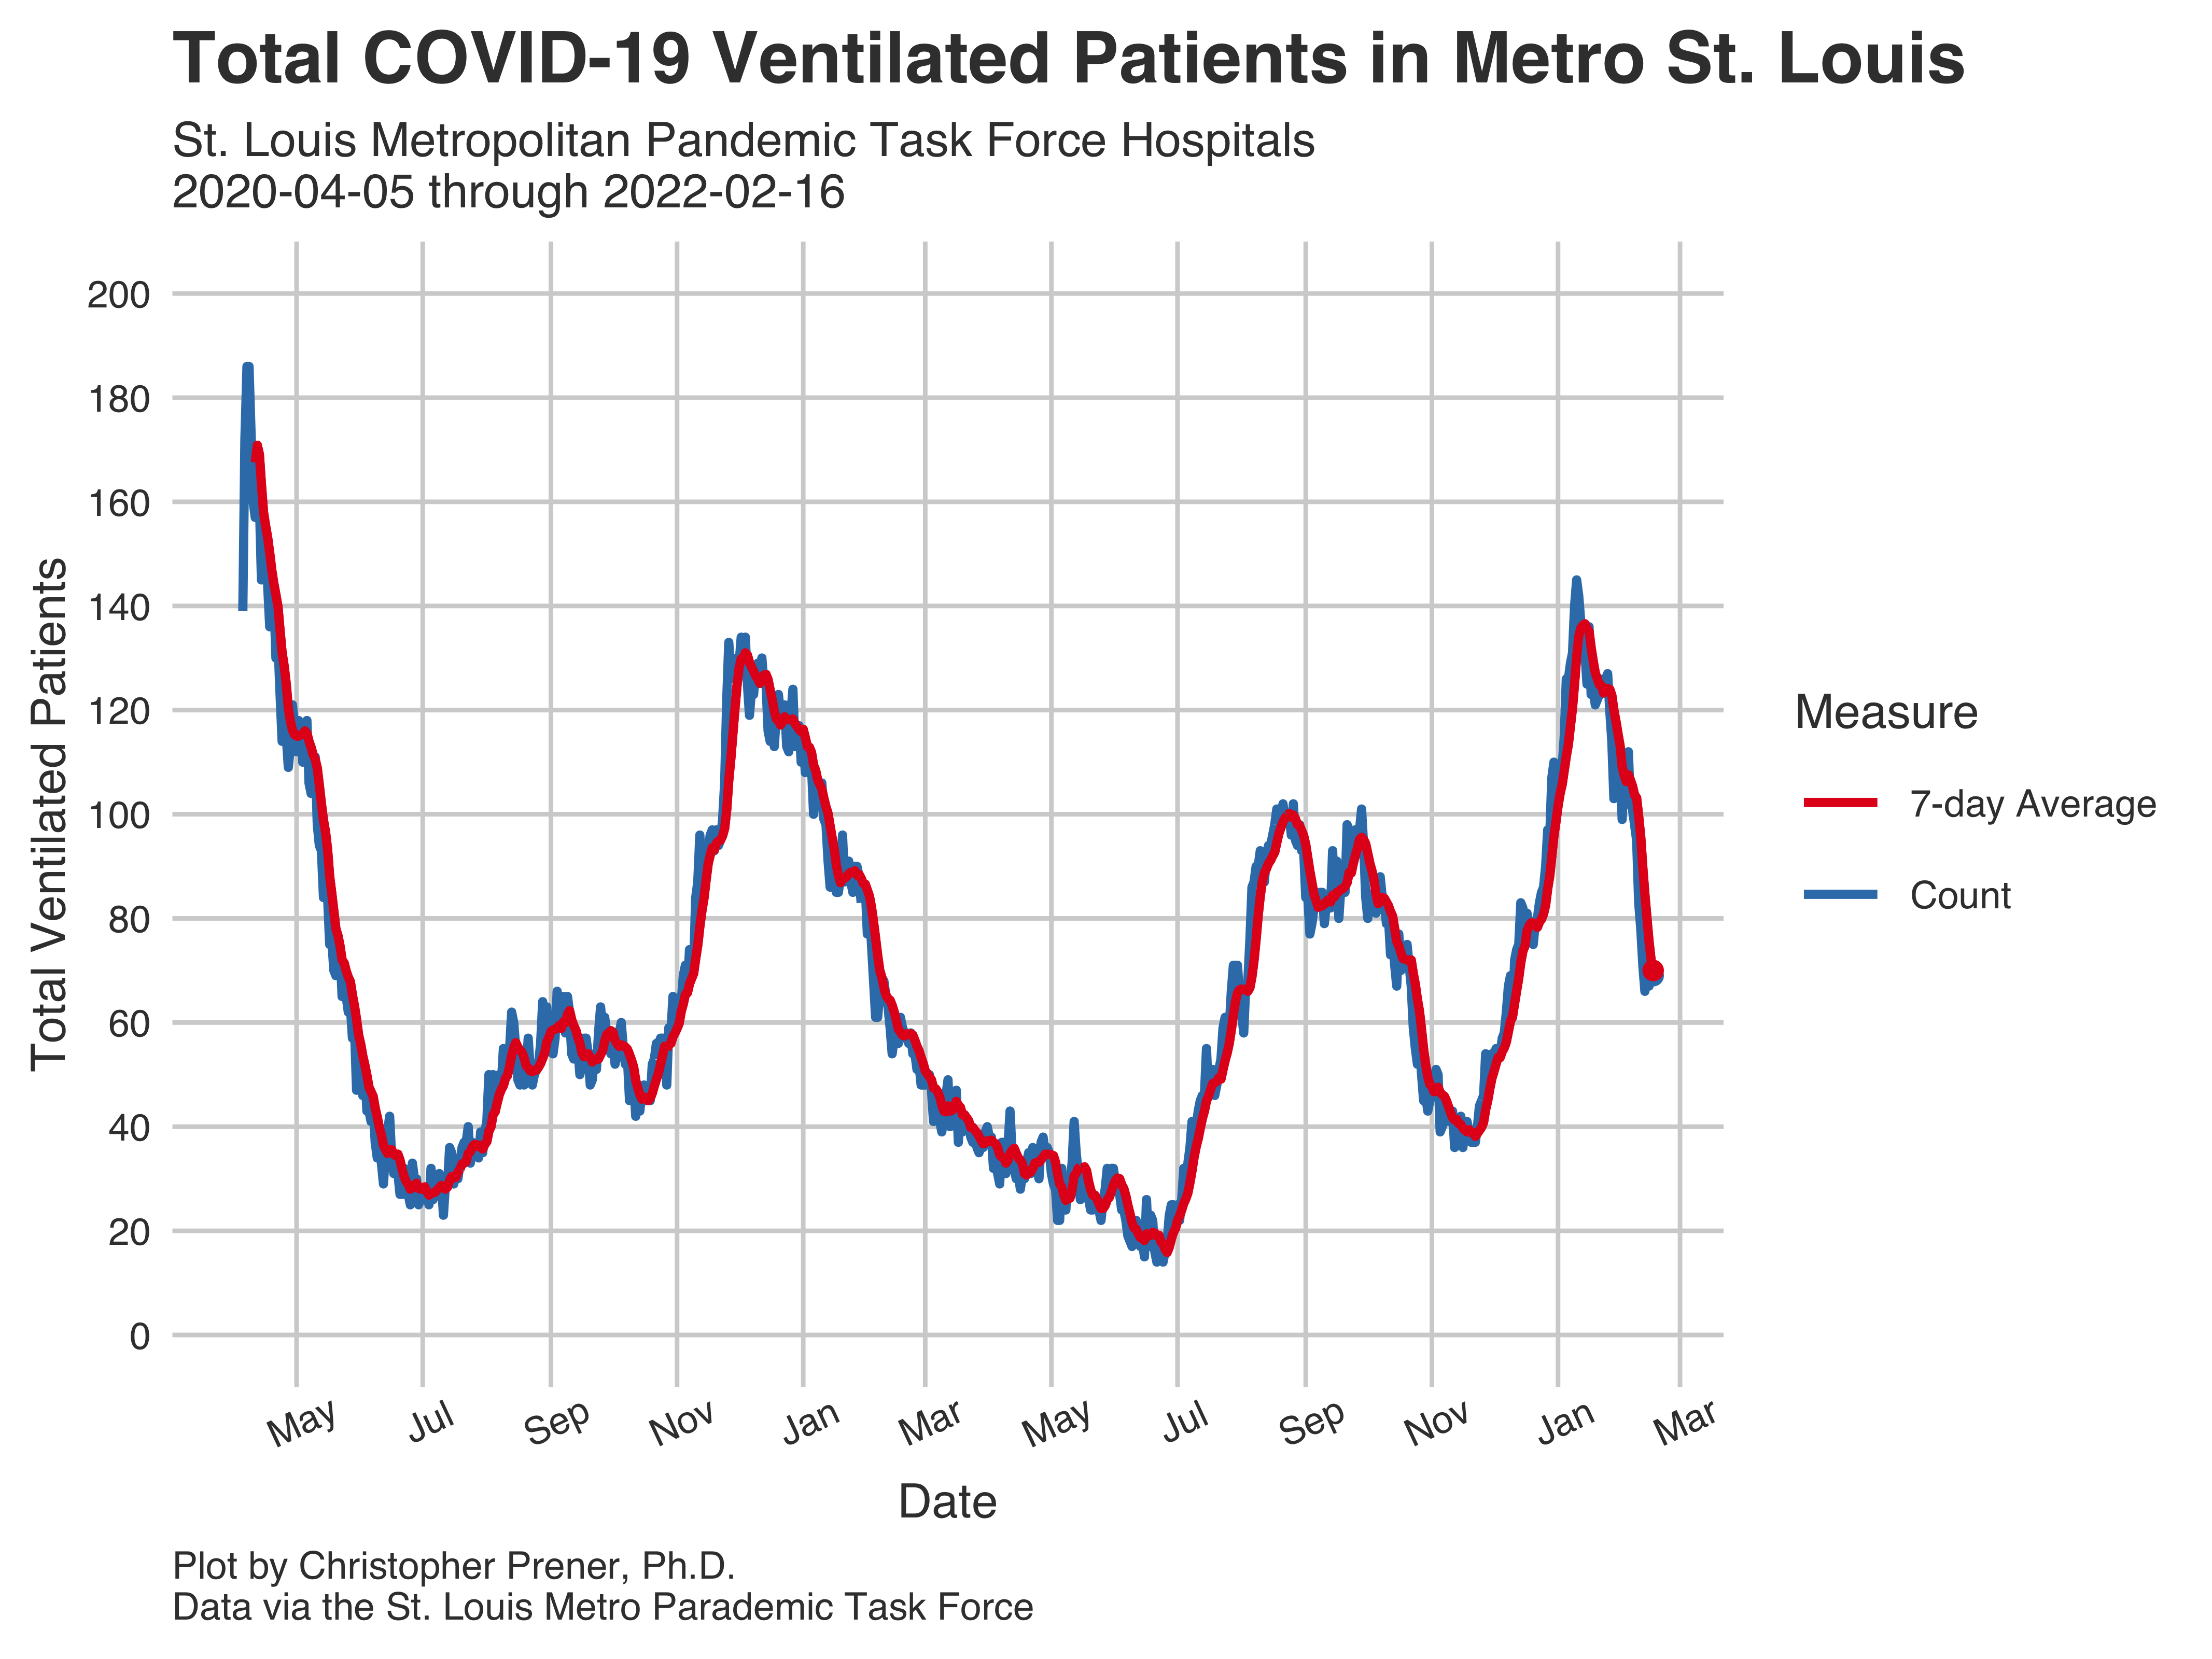 Total COVID-19 Ventilated Patients in Metro St. Louis
St. Louis Metropolitan Pandemic Task Force Hospitals
2020-04-05 through 2022-02-16
Total Ventilated Patients
200
180
160
140
120
100
80
60
40
20
0
May Jul Sep Nov Jan Mar May Jul Sep Nov Jan Mar
Date
Measure
7-day Average
Count
Plot by Christopher Prener, Ph.D.
Data via the St. Louis Metro Parademic Task Force